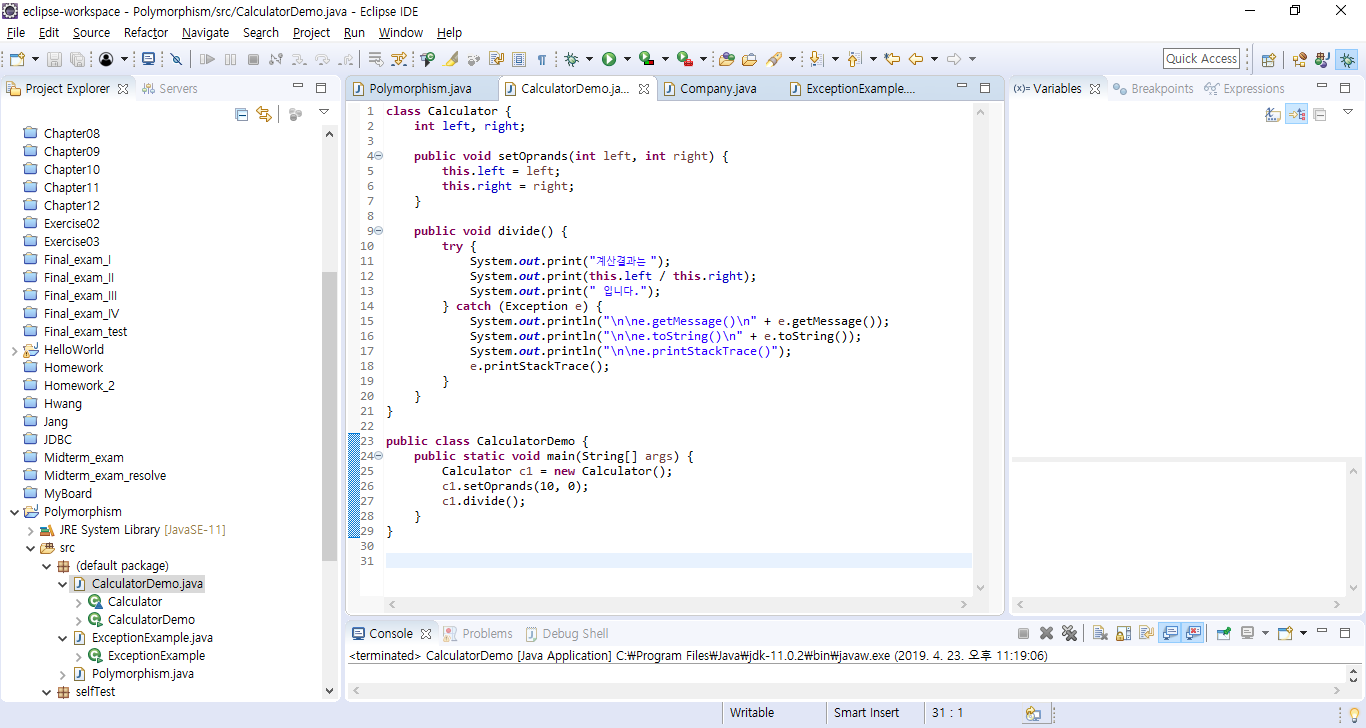 eclipse-workspace - Polymorphism/src/CalculatorDemo.java - Eclipse IDE
File Edit Source Refactor Navigate Search Project Run Window Help
Quick Access
Project Explorer Servers
Chapter08
Chapter09
Chapter10
Chapter11
Chapter12
Exercise02
Exercise03
Final_exam_I
Final_exam_II
Final_exam_III
Final_exam_IV
Final_exam_test
HelloWorld
Homework
Homework_2
Hwang
Jang
JDBC
Midterm_exam
Midterm_exam_resolve
MyBoard
Polymorphism
JRE System Library [JavaSE-11]
src
(default package)
CalculatorDemo.java
Calculator
CalculatorDemo
ExceptionExample.java
ExceptionExample
Polymorphism.java
selfTest
Polymorphism.java CalculatorDemo.ja... Company.java ExceptionExample....
1 class Calculator {
2 int left, right;
3
4 public void setOprands(int left, int right) {
5 this.left = left;
6 this.right = right;
7 }
8
9 public void divide() {
10 try {
11 System.out.print("계산결과는 ");
12 System.out.print(this.left / this.right);
13 System.out.print(" 입니다.");
14 } catch (Exception e) {
15 System.out.println("\n\ne.getMessage()\n" + e.getMessage());
16 System.out.println("\n\ne.toString()\n" + e.toString());
17 System.out.println("\n\ne.printStackTrace()");
18 e.printStackTrace();
19 }
20 }
21 }
22
23 public class CalculatorDemo {
24 public static void main(String[] args) {
25 Calculator c1 = new Calculator();
26 c1.setOprands(10, 0);
27 c1.divide();
28 }
29 }
30
31
(x)= Variables Breakpoints Expressions
Console Problems Debug Shell
<terminated> CalculatorDemo [Java Application] C:₩Program Files₩Java₩jdk-11.0.2₩bin₩javaw.exe (2019. 4. 23. 오후 11:19:06)
Writable Smart Insert 31 : 1